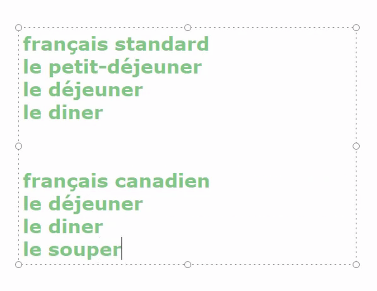 français standard
le petit-déjeuner
le déjeuner
le diner
français canadien
le déjeuner
le diner
le souper